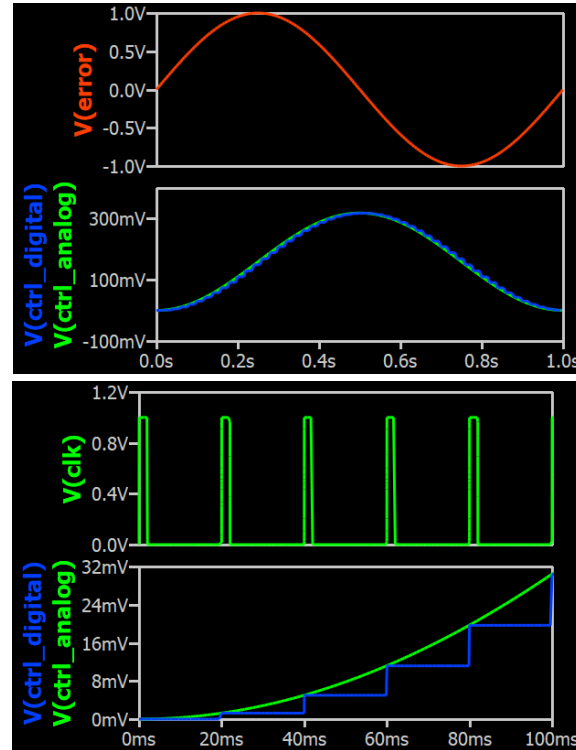 V(error)
1.0V
0.5V
0.0V
-0.5V
-1.0V
V(ctrl_digital)
V(ctrl_analog)
300mV
100mV
-100mV
0.0s 0.2s 0.4s 0.6s 0.8s 1.0s
V(clk)
1.2V
0.8V
0.4V
0.0V
V(ctrl_digital)
V(ctrl_analog)
32mV
24mV
16mV
8mV
0mV
0ms 20ms 40ms 60ms 80ms 100ms